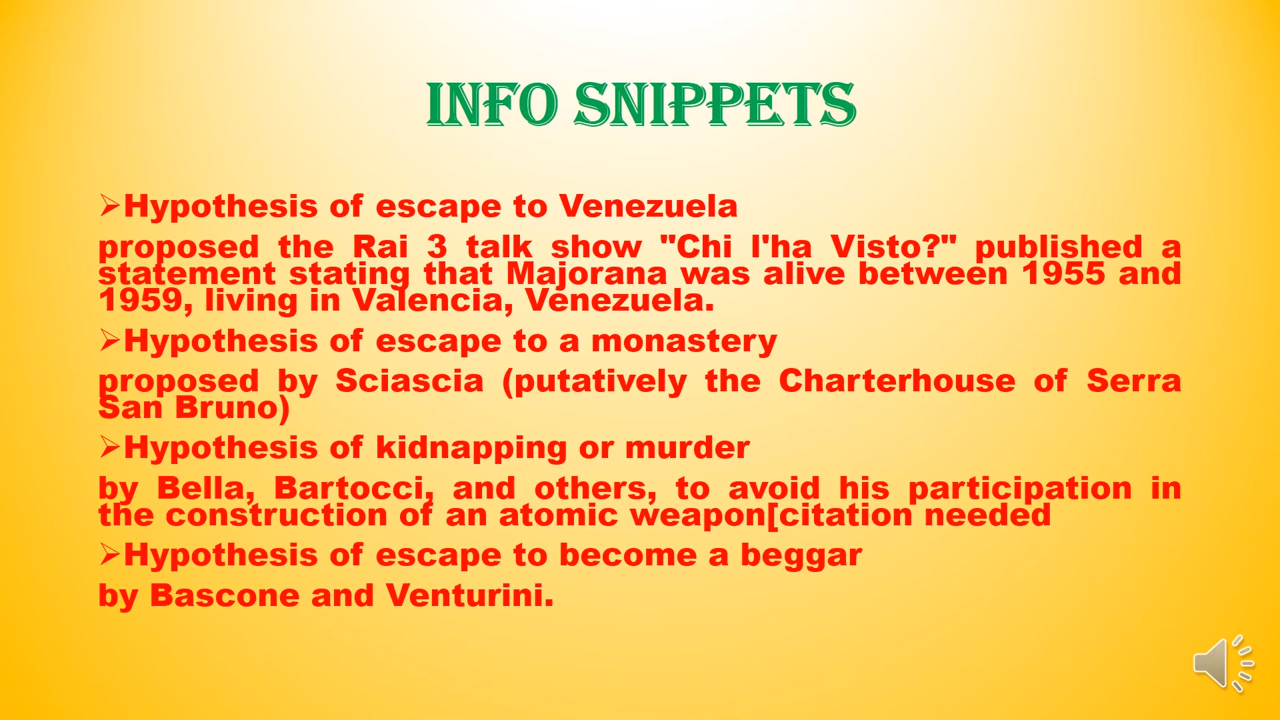 INFO SNIPPETS
➢Hypothesis of escape to Venezuela
proposed the Rai 3 talk show "Chi l'ha Visto?" published a
statement stating that Majorana was alive between 1955 and
1959, living in Valencia, Venezuela.
➢Hypothesis of escape to a monastery
proposed by Sciascia (putatively the Charterhouse of Serra
San Bruno)
➢Hypothesis of kidnapping or murder
by Bella, Bartocci, and others, to avoid his participation in
the construction of an atomic weapon[citation needed
➢Hypothesis of escape to become a beggar
by Bascone and Venturini.